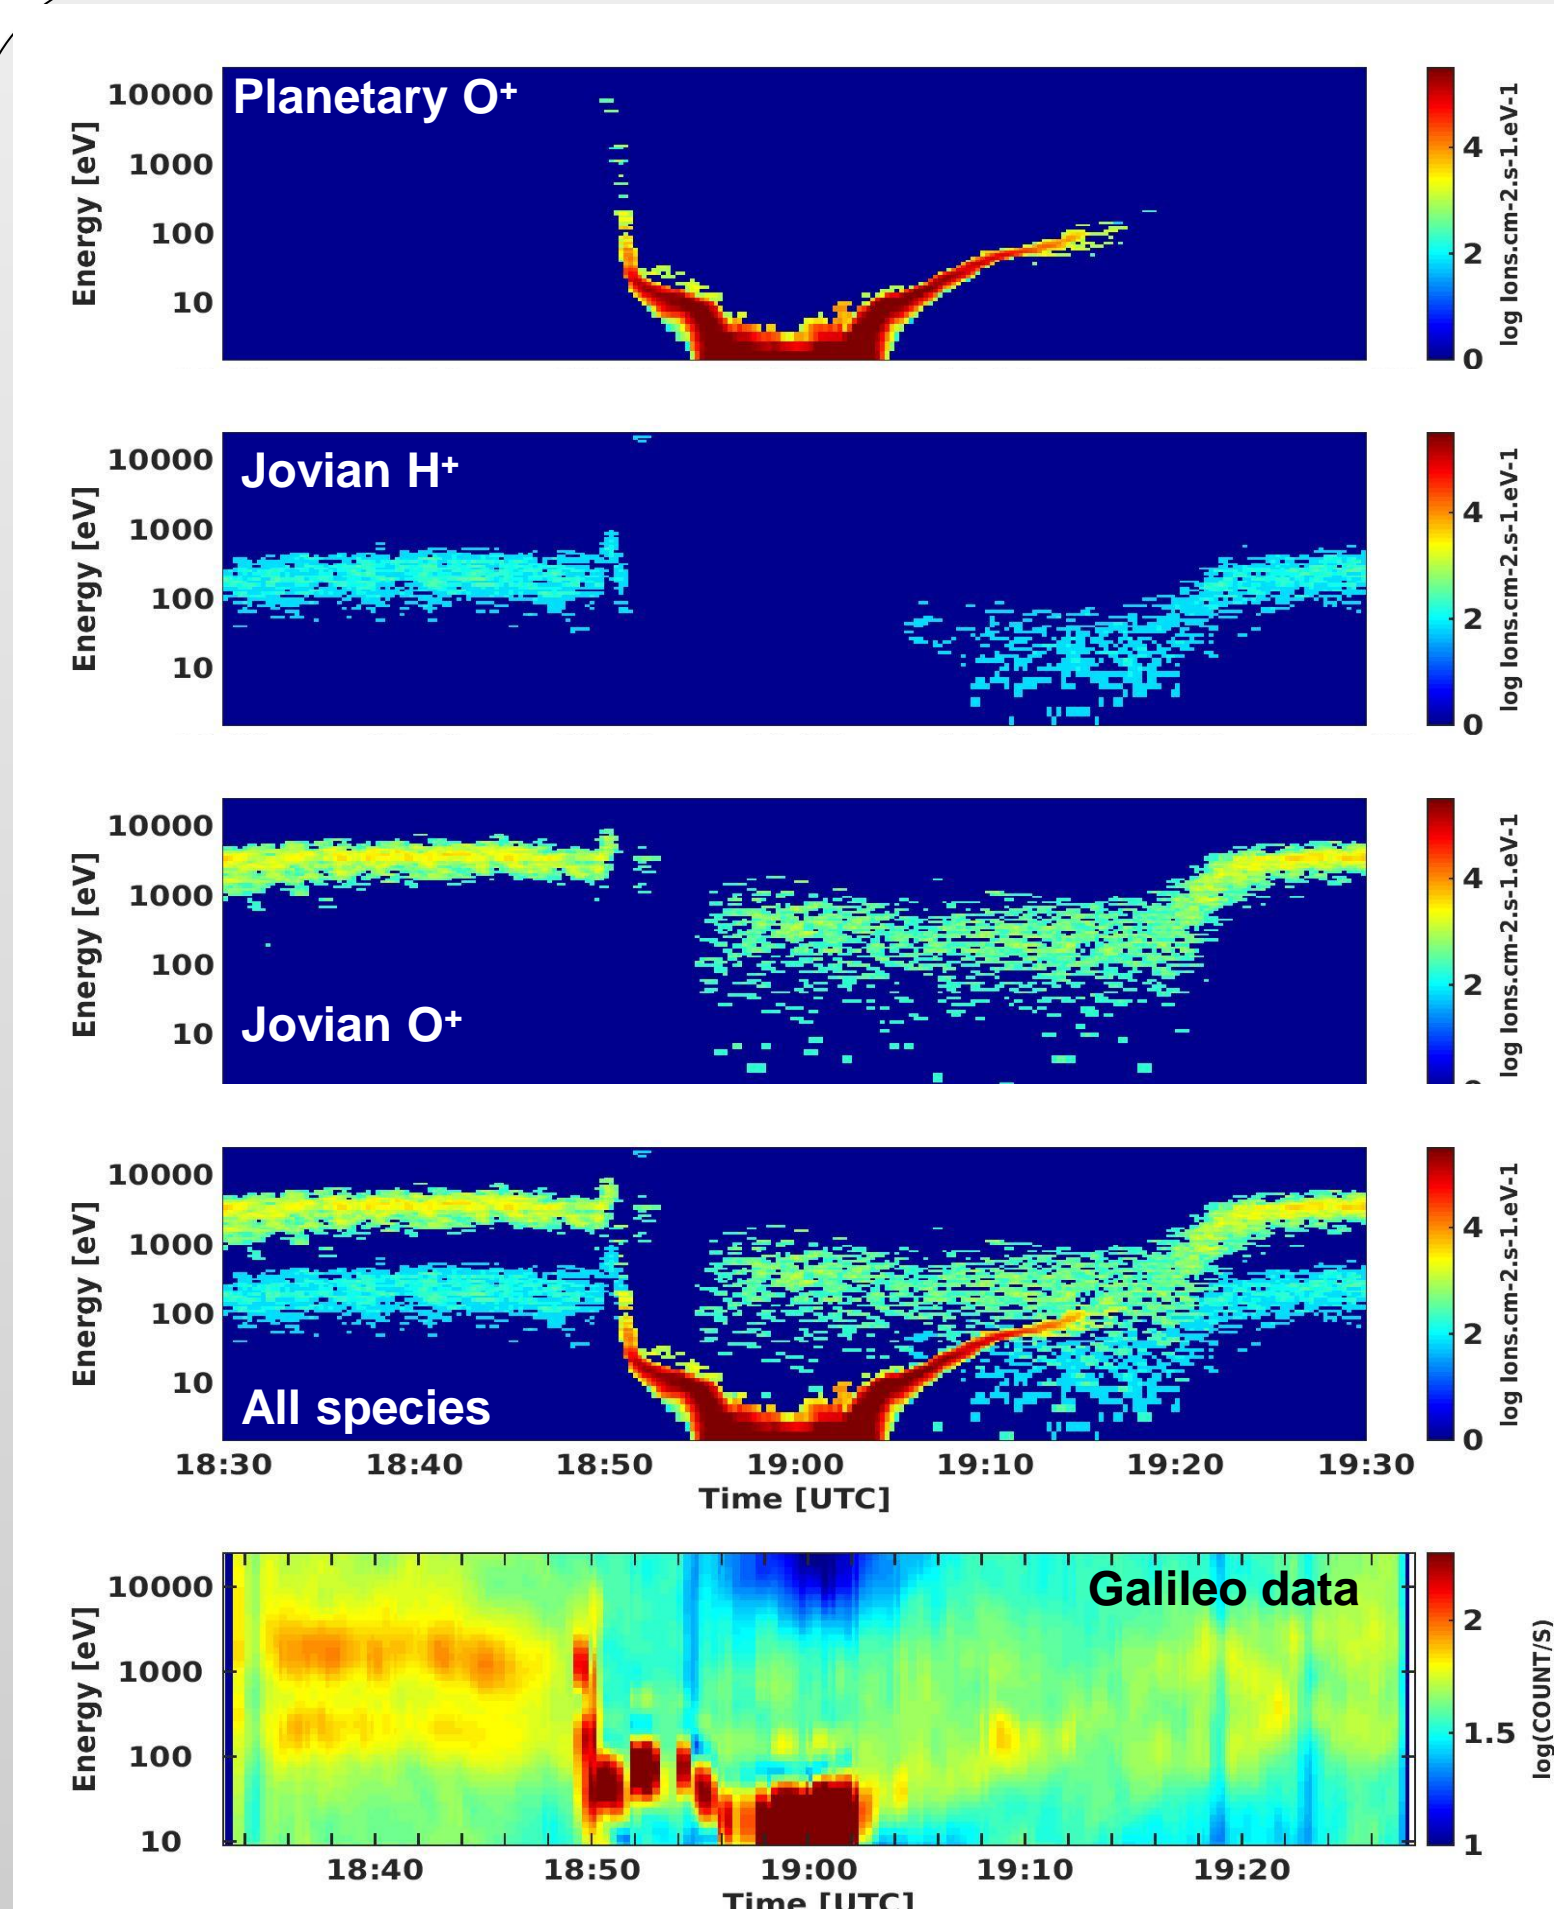 Planetary O+
10000
1000
100
10
Energy [eV]
4
2
0
log Ions.cm-2.s-1.eV-1
Jovian H+
10000
1000
100
10
Energy [eV]
4
2
0
log Ions.cm-2.s-1.eV-1
Jovian O+
10000
1000
100
10
Energy [eV]
4
2
log Ions.cm-2.s-1.eV-1
All species
10000
1000
100
10
Energy [eV]
4
2
0
log Ions.cm-2.s-1.eV-1
18:30 18:40 18:50 19:00 19:10 19:20 19:30
Time [UTC]
Galileo data
10000
1000
100
10
Energy [eV]
2
1.5
1
log(COUNT/S)
18:40 18:50 19:00 19:10 19:20
Time [UTC]